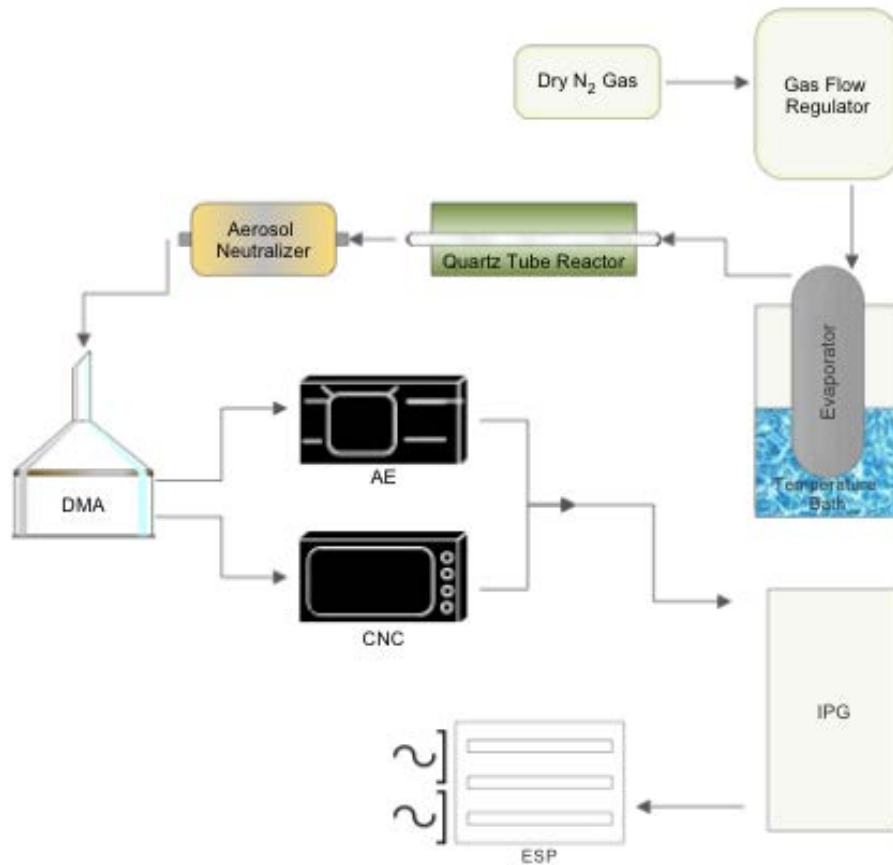 Dry N₂ Gas
Gas Flow
Regulator
Aerosol
Neutralizer
Quartz Tube Reactor
Evaporator
Temperature
Bath
DMA
AE
CNC
IPG
ESP